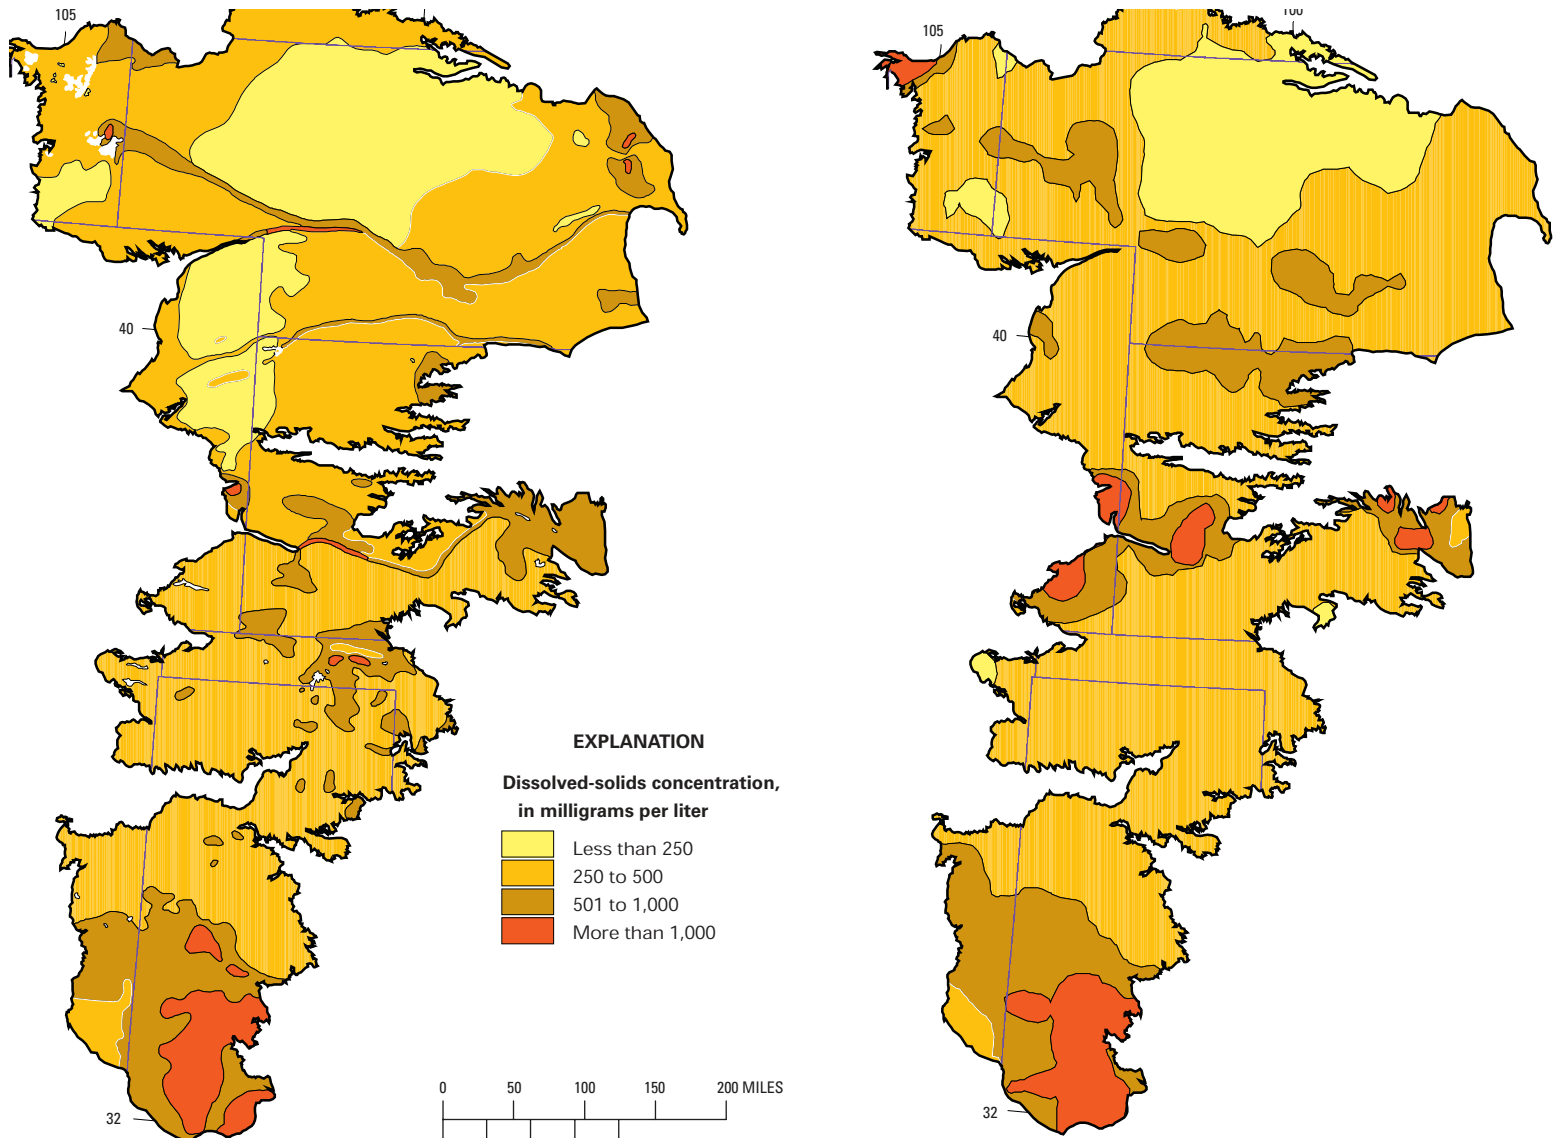 105
105
100
40
40
EXPLANATION
Dissolved-solids concentration,
in milligrams per liter
Less than 250
250 to 500
501 to 1,000
More than 1,000
0 50 100 150 200 MILES
32
32